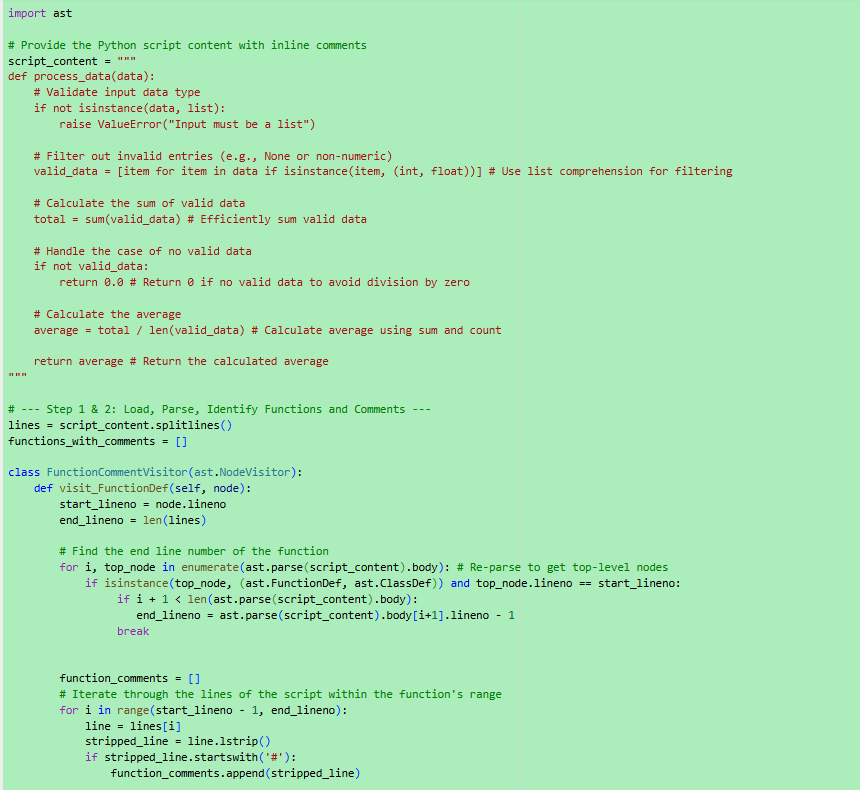 import ast
# Provide the Python script content with inline comments
script_content = """
def process_data(data):
    # Validate input data type
    if not isinstance(data, list):
        raise ValueError("Input must be a list")
    # Filter out invalid entries (e.g., None or non-numeric)
    valid_data = [item for item in data if isinstance(item, (int, float))] # Use list comprehension for filtering
    # Calculate the sum of valid data
    total = sum(valid_data) # Efficiently sum valid data
    # Handle the case of no valid data
    if not valid_data:
        return 0.0 # Return 0 if no valid data to avoid division by zero
    # Calculate the average
    average = total / len(valid_data) # Calculate average using sum and count
    return average # Return the calculated average
"""
# --- Step 1 & 2: Load, Parse, Identify Functions and Comments ---
lines = script_content.splitlines()
functions_with_comments = []
class FunctionCommentVisitor(ast.NodeVisitor):
    def visit_FunctionDef(self, node):
        start_lineno = node.lineno
        end_lineno = len(lines)
        # Find the end line number of the function
        for i, top_node in enumerate(ast.parse(script_content).body): # Re-parse to get top-level nodes
            if isinstance(top_node, (ast.FunctionDef, ast.ClassDef)) and top_node.lineno == start_lineno:
                 if i + 1 < len(ast.parse(script_content).body):
                    end_lineno = ast.parse(script_content).body[i+1].lineno - 1
                 break
        function_comments = []
        # Iterate through the lines of the script within the function's range
        for i in range(start_lineno - 1, end_lineno):
            line = lines[i]
            stripped_line = line.lstrip()
            if stripped_line.startswith('#'):
                function_comments.append(stripped_line)